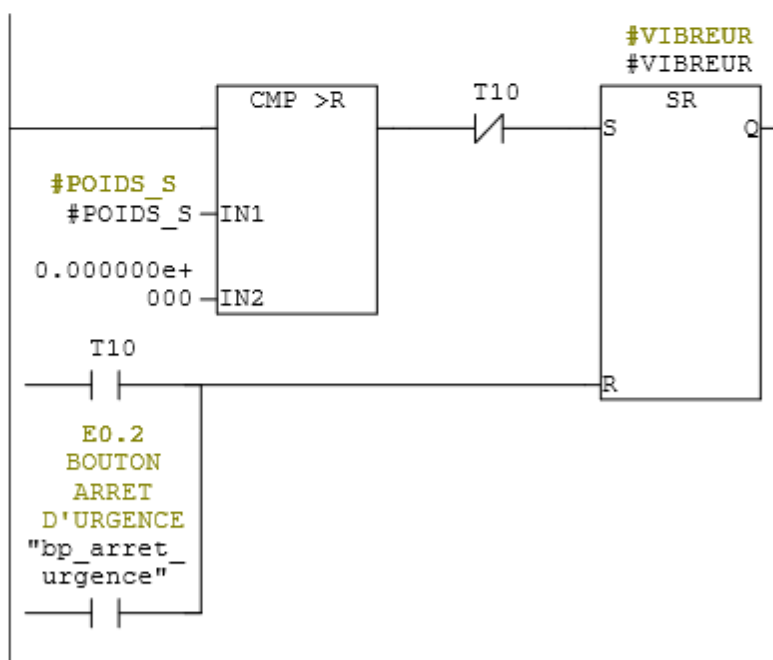 #VIBREUR
#VIBREUR
CMP >R
T10
SR
S
Q
#POIDS_S
#POIDS_S
IN1
0.000000e+
000
IN2
T10
R
E0.2
BOUTON
ARRET
D'URGENCE
"bp_arret_
urgence"